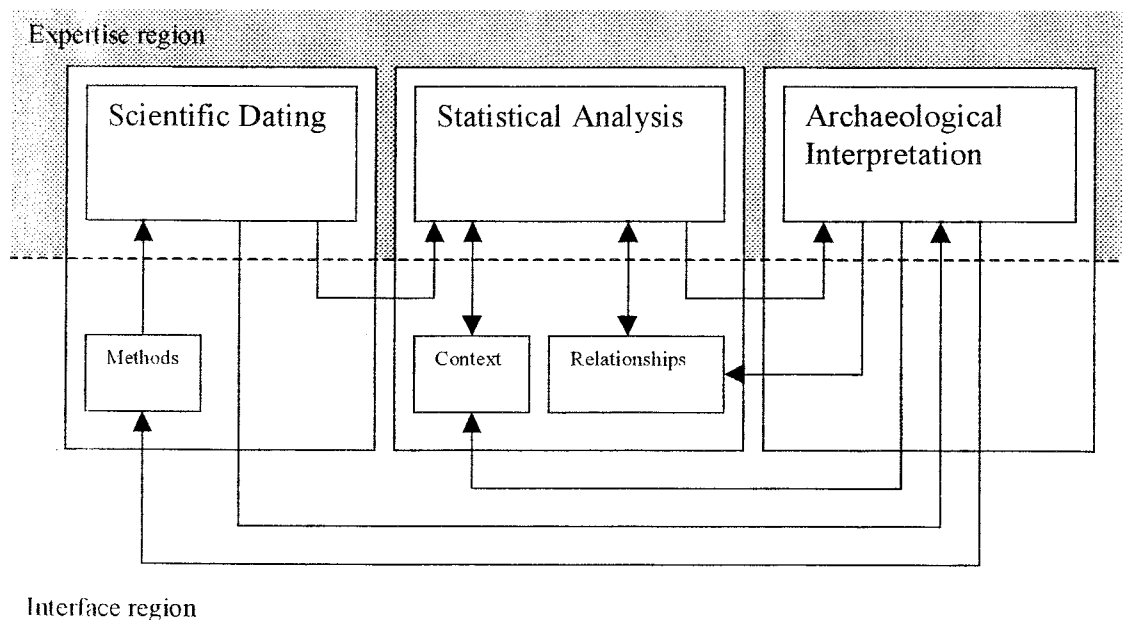 Expertise region
Scientific Dating
Statistical Analysis
Archaeological
Interpretation
Methods
Context
Relationships
Interface region